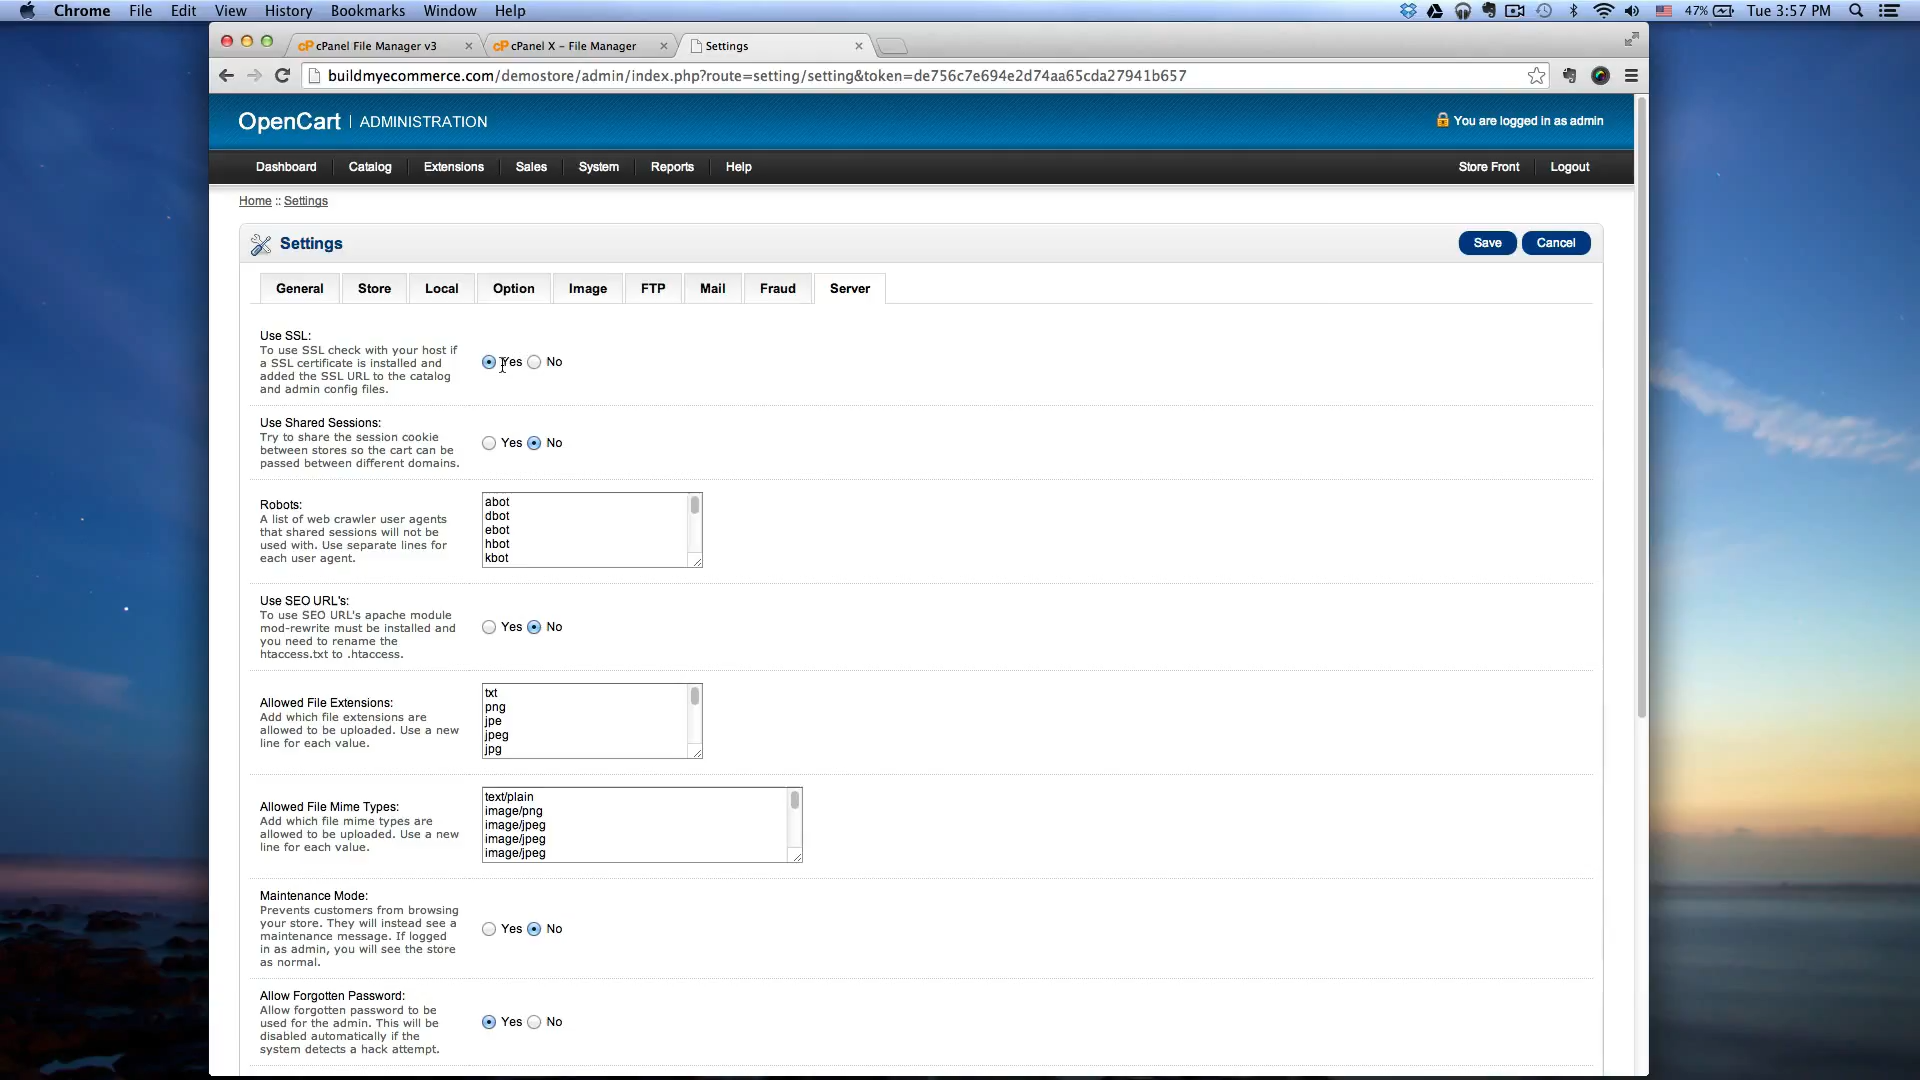 Chrome File Edit View History Bookmarks Window Help 47% Tue 3:57 PM
cPanel File Manager v3 cPanel X – File Manager Settings
buildmyecommerce.com/demostore/admin/index.php?route=setting/setting&token=de756c7e694e2d74aa65cda27941b657
OpenCart | ADMINISTRATION You are logged in as admin
Dashboard Catalog Extensions Sales System Reports Help Store Front Logout
Home :: Settings
Settings Save Cancel
General Store Local Option Image FTP Mail Fraud Server
Use SSL:
To use SSL check with your host if
a SSL certificate is installed and
added the SSL URL to the catalog
and admin config files.
Yes No
Use Shared Sessions:
Try to share the session cookie
between stores so the cart can be
passed between different domains.
Yes No
Robots:
A list of web crawler user agents
that shared sessions will not be
used with. Use separate lines for
each user agent.
abot
dbot
ebot
hbot
kbot
Use SEO URL's:
To use SEO URL's apache module
mod-rewrite must be installed and
you need to rename the
htaccess.txt to .htaccess.
Yes No
Allowed File Extensions:
Add which file extensions are
allowed to be uploaded. Use a new
line for each value.
txt
png
jpe
jpeg
jpg
Allowed File Mime Types:
Add which file mime types are
allowed to be uploaded. Use a new
line for each value.
text/plain
image/png
image/jpeg
image/jpeg
image/jpeg
Maintenance Mode:
Prevents customers from browsing
your store. They will instead see a
maintenance message. If logged
in as admin, you will see the store
as normal.
Yes No
Allow Forgotten Password:
Allow forgotten password to be
used for the admin. This will be
disabled automatically if the
system detects a hack attempt.
Yes No